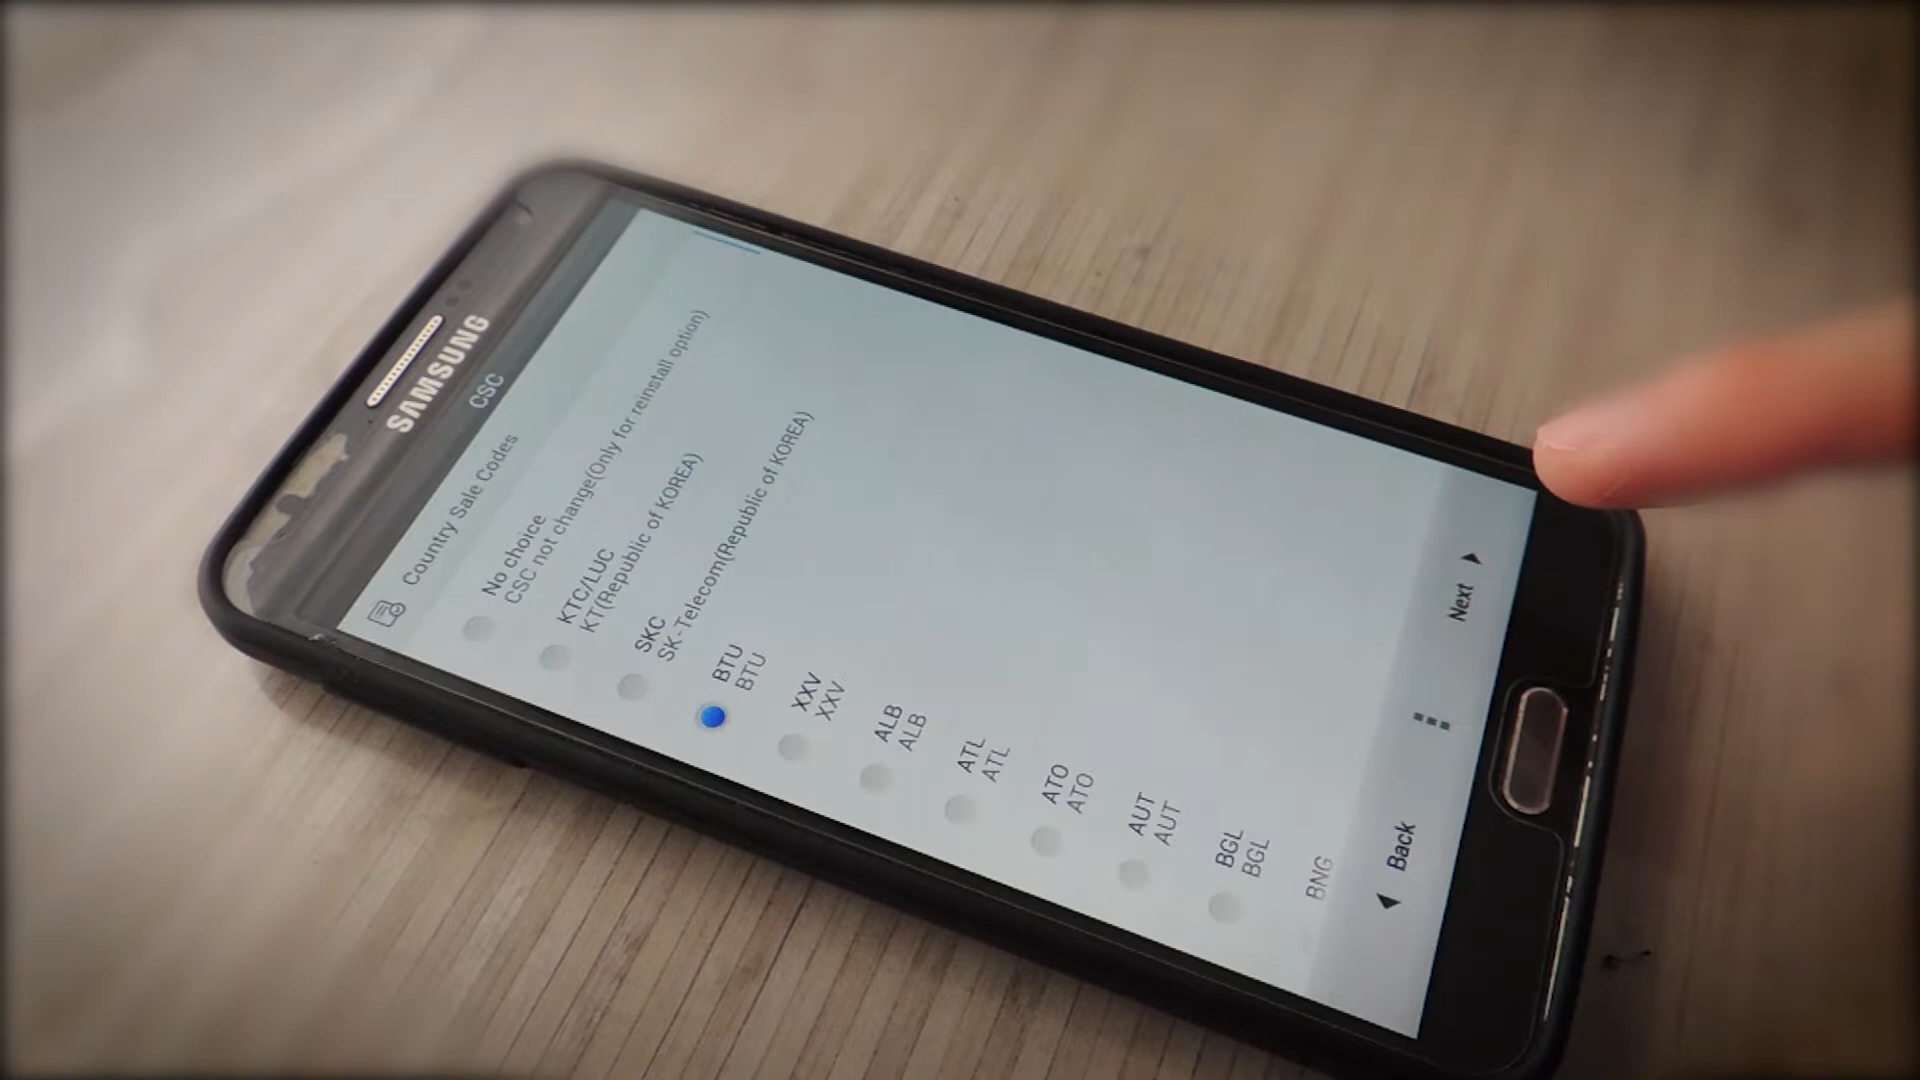 SAMSUNG
CSC
Country Sale Codes
No choice
CSC not change(Only for reinstall option)
KTC/LUC
KT(Republic of KOREA)
SKC
SK-Telecom(Republic of KOREA)
BTU
BTU
XXV
XXV
ALB
ALB
ATL
ATL
ATO
ATO
AUT
AUT
BGL
BGL
BNG
Back
Next